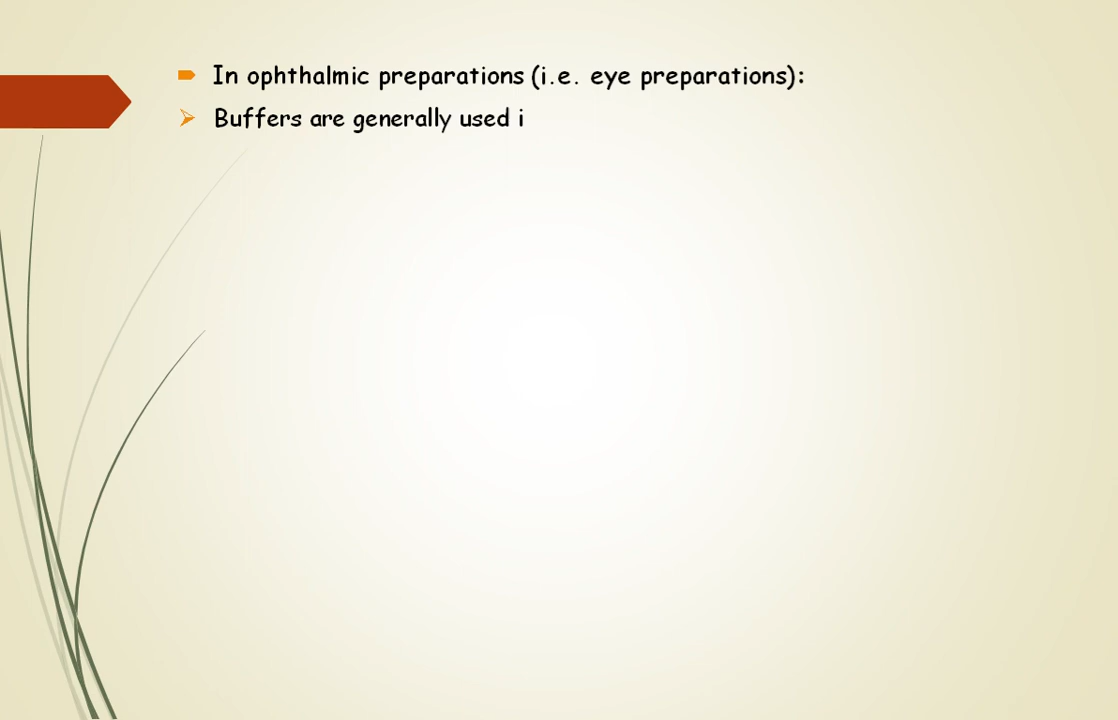 In ophthalmic preparations (i.e. eye preparations):
Buffers are generally used i